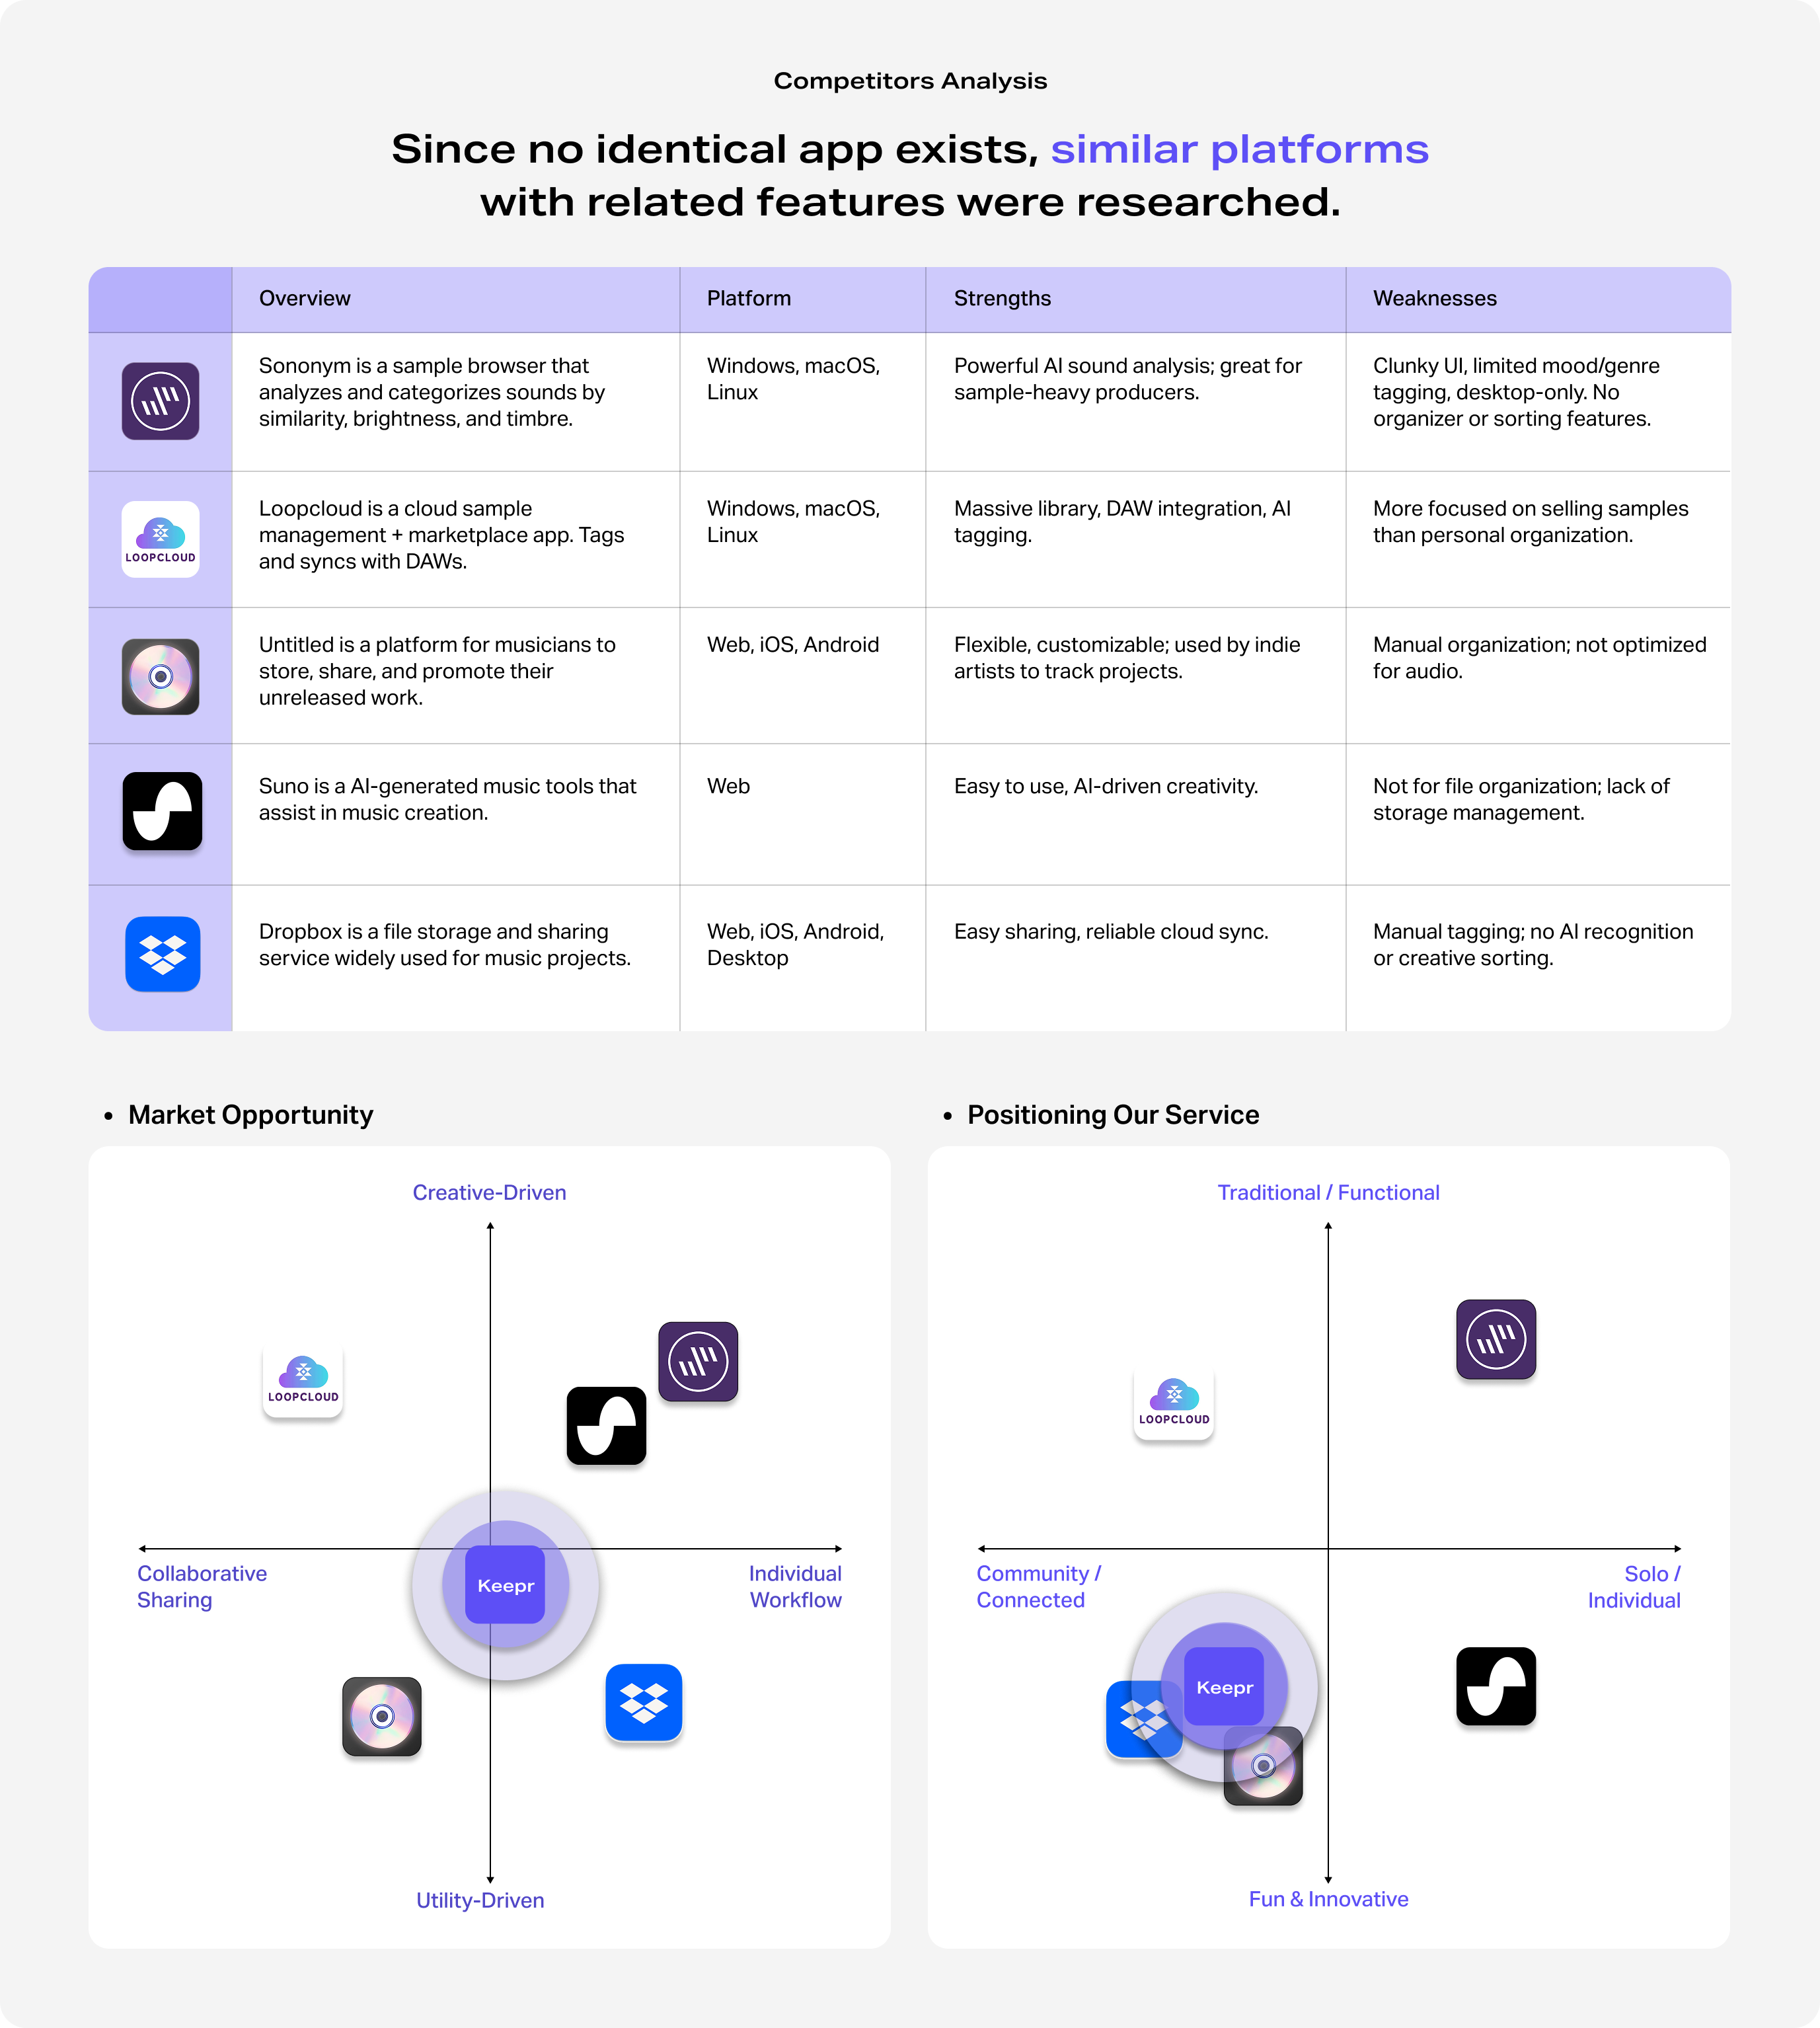 Competitors Analysis
Since no identical app exists, similar platforms
with related features were researched.
Overview
Platform
Strengths
Weaknesses
Sononym is a sample browser that
analyzes and categorizes sounds by
similarity, brightness, and timbre.
Windows, macOS,
Linux
Powerful AI sound analysis; great for
sample-heavy producers.
Clunky UI, limited mood/genre
tagging, desktop-only. No
organizer or sorting features.
LOOPCLOUD
Loopcloud is a cloud sample
management + marketplace app. Tags
and syncs with DAWs.
Windows, macOS,
Linux
Massive library, DAW integration, AI
tagging.
More focused on selling samples
than personal organization.
Untitled is a platform for musicians to
store, share, and promote their
unreleased work.
Web, iOS, Android
Flexible, customizable; used by indie
artists to track projects.
Manual organization; not optimized
for audio.
Suno is a AI-generated music tools that
assist in music creation.
Web
Easy to use, AI-driven creativity.
Not for file organization; lack of
storage management.
Dropbox is a file storage and sharing
service widely used for music projects.
Web, iOS, Android,
Desktop
Easy sharing, reliable cloud sync.
Manual tagging; no AI recognition
or creative sorting.
• Market Opportunity
Creative-Driven
LOOPCLOUD
Keepr
Collaborative
Sharing
Individual
Workflow
Utility-Driven
• Positioning Our Service
Traditional / Functional
LOOPCLOUD
Community /
Connected
Solo /
Individual
Keepr
Fun & Innovative